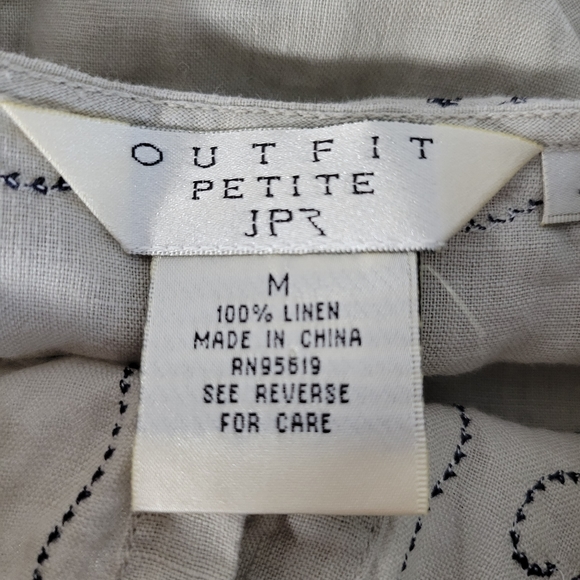 OUTFIT
PETITE
JPR
M
100% LINEN
MADE IN CHINA
RN95619
SEE REVERSE
FOR CARE